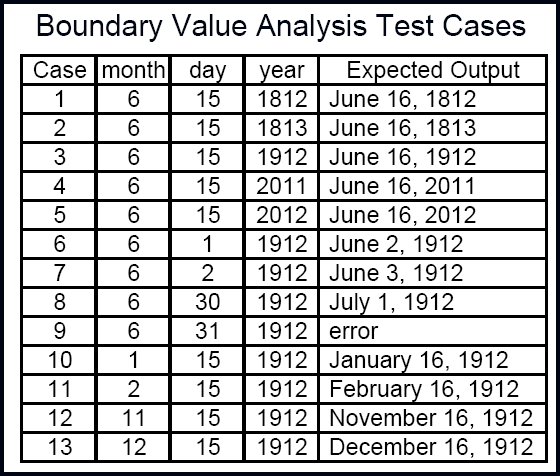 Boundary Value Analysis Test Cases
Case month day year Expected Output
1 6 15 1812 June 16, 1812
2 6 15 1813 June 16, 1813
3 6 15 1912 June 16, 1912
4 6 15 2011 June 16, 2011
5 6 15 2012 June 16, 2012
6 6 1 1912 June 2, 1912
7 6 2 1912 June 3, 1912
8 6 30 1912 July 1, 1912
9 6 31 1912 error
10 1 15 1912 January 16, 1912
11 2 15 1912 February 16, 1912
12 11 15 1912 November 16, 1912
13 12 15 1912 December 16, 1912